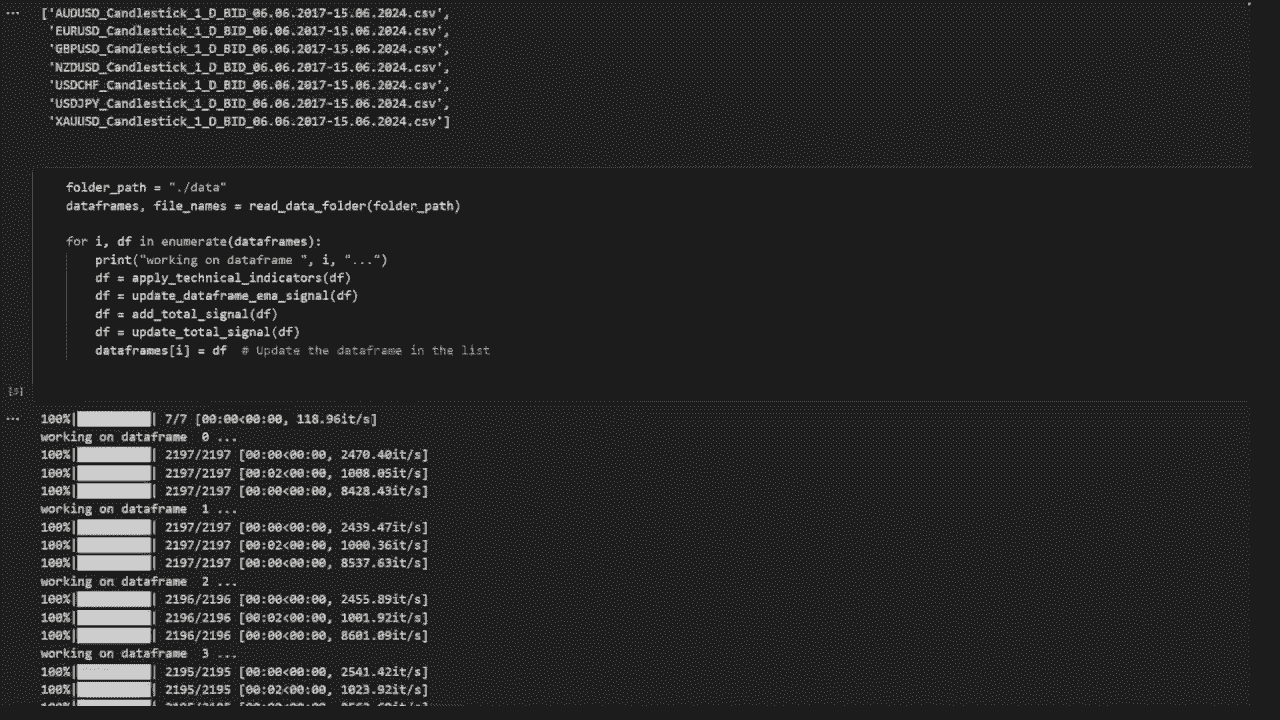 ['AUDUSD_Candlestick_1_D_BID_06.06.2017-15.06.2024.csv',
'EURUSD_Candlestick_1_D_BID_06.06.2017-15.06.2024.csv',
'GBPUSD_Candlestick_1_D_BID_06.06.2017-15.06.2024.csv',
'NZDUSD_Candlestick_1_D_BID_06.06.2017-15.06.2024.csv',
'USDCHF_Candlestick_1_D_BID_06.06.2017-15.06.2024.csv',
'USDJPY_Candlestick_1_D_BID_06.06.2017-15.06.2024.csv',
'XAUUSD_Candlestick_1_D_BID_06.06.2017-15.06.2024.csv']
folder_path = "./data"
dataframes, file_names = read_data_folder(folder_path)
for i, df in enumerate(dataframes):
print("working on dataframe ", i, "...")
df = apply_technical_indicators(df)
df = update_dataframe_ema_signal(df)
df = add_total_signal(df)
df = update_total_signal(df)
dataframes[i] = df # Update the dataframe in the list
[5]
100%|██████████| 7/7 [00:00<00:00, 118.96it/s]
working on dataframe 0 ...
100%|██████████| 2197/2197 [00:00<00:00, 2470.40it/s]
100%|██████████| 2197/2197 [00:02<00:00, 1008.05it/s]
100%|██████████| 2197/2197 [00:00<00:00, 8428.43it/s]
working on dataframe 1 ...
100%|██████████| 2197/2197 [00:00<00:00, 2439.47it/s]
100%|██████████| 2197/2197 [00:02<00:00, 1000.36it/s]
100%|██████████| 2197/2197 [00:00<00:00, 8537.63it/s]
working on dataframe 2 ...
100%|██████████| 2196/2196 [00:00<00:00, 2455.89it/s]
100%|██████████| 2196/2196 [00:02<00:00, 1001.92it/s]
100%|██████████| 2196/2196 [00:00<00:00, 8601.09it/s]
working on dataframe 3 ...
100%|██████████| 2195/2195 [00:00<00:00, 2541.42it/s]
100%|██████████| 2195/2195 [00:02<00:00, 1023.92it/s]